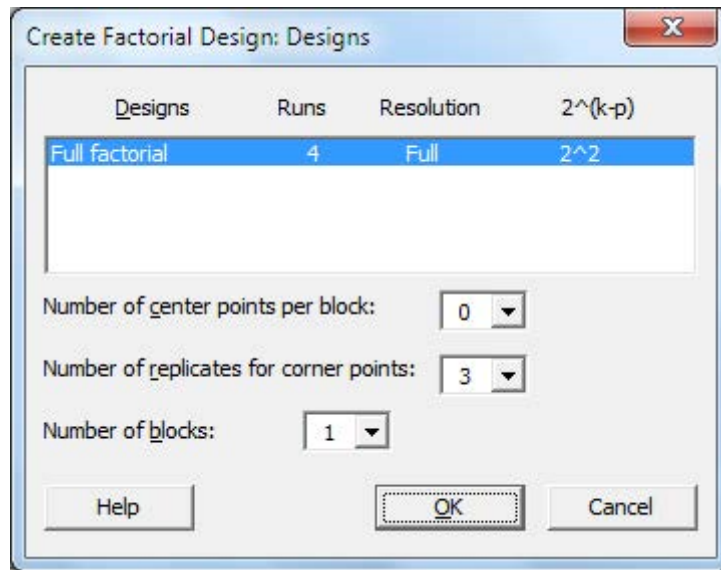 Create Factorial Design: Designs
Designs Runs Resolution 2^(k-p)
Full factorial 4 Full 2^2
Number of center points per block: 0
Number of replicates for corner points: 3
Number of blocks: 1
Help OK Cancel